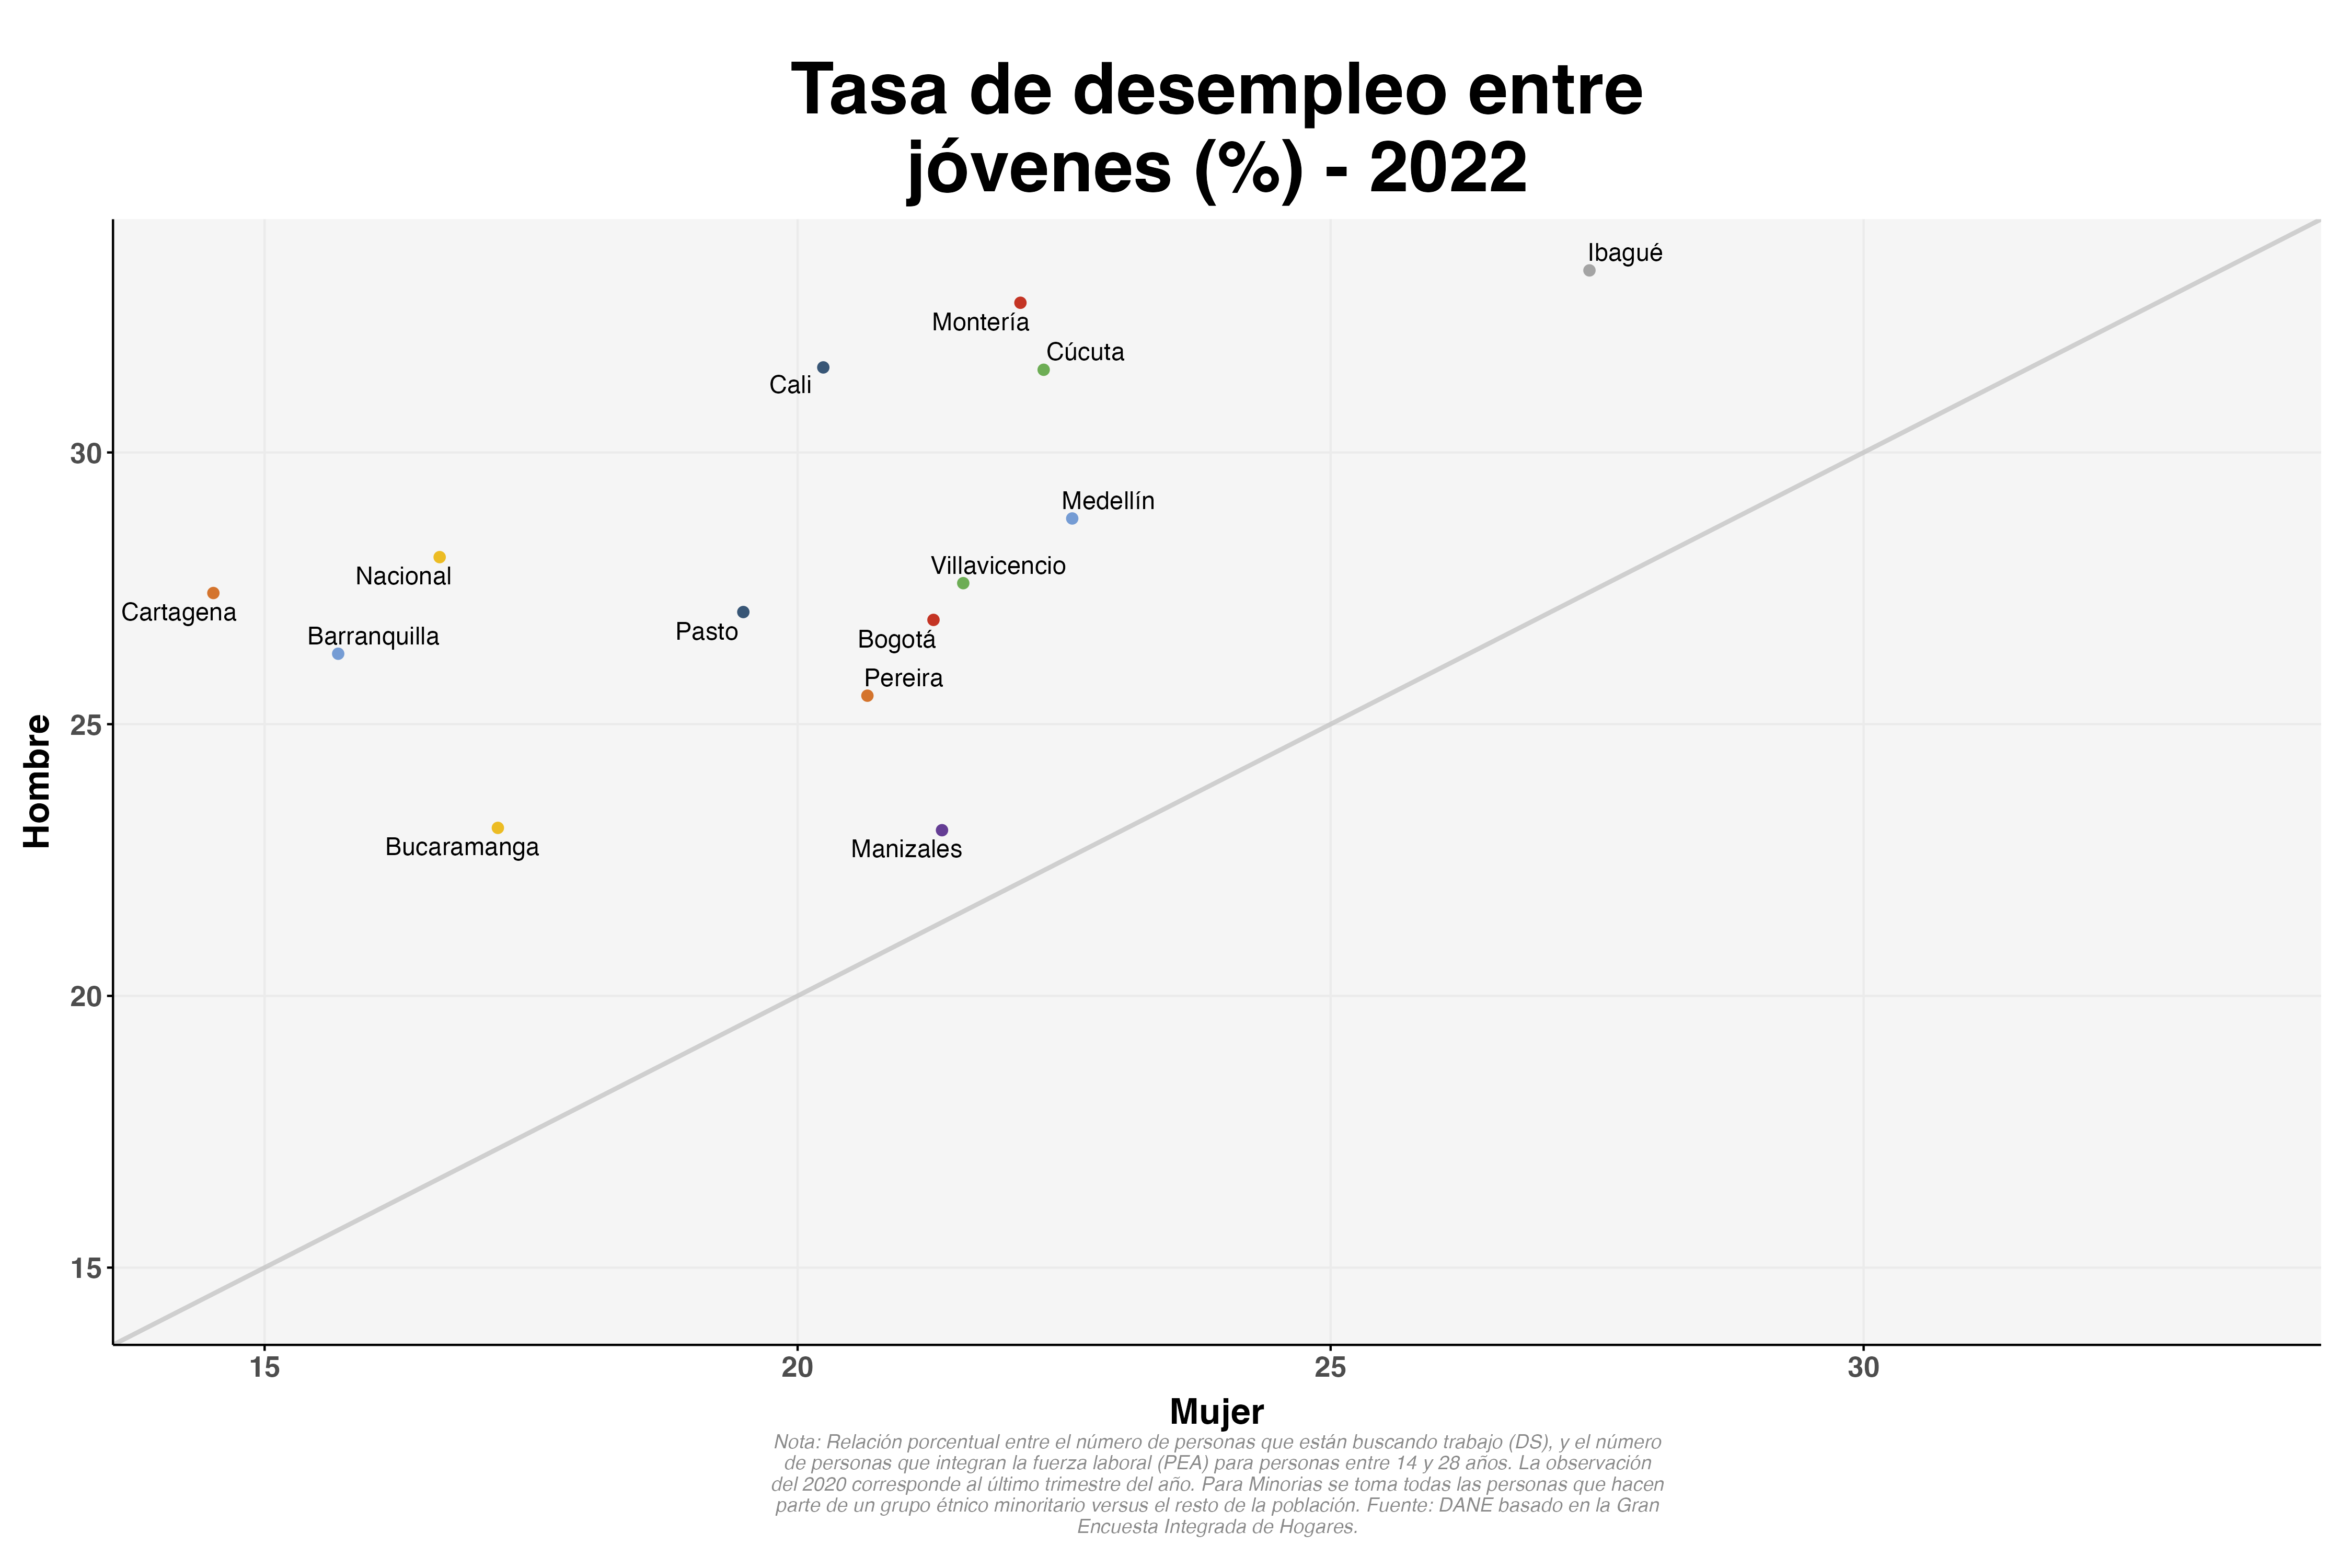 Tasa de desempleo entre
jóvenes (%) - 2022
Ibagué
Montería
Cúcuta
Cali
30
Medellín
Nacional
Villavicencio
Cartagena
Barranquilla
Pasto
Bogotá
Pereira
25
Hombre
Bucaramanga
Manizales
20
15
15
20
25
30
Mujer
Nota: Relación porcentual entre el número de personas que están buscando trabajo (DS), y el número
de personas que integran la fuerza laboral (PEA) para personas entre 14 y 28 años. La observación
del 2020 corresponde al último trimestre del año. Para Minorias se toma todas las personas que hacen
parte de un grupo étnico minoritario versus el resto de la población. Fuente: DANE basado en la Gran
Encuesta Integrada de Hogares.